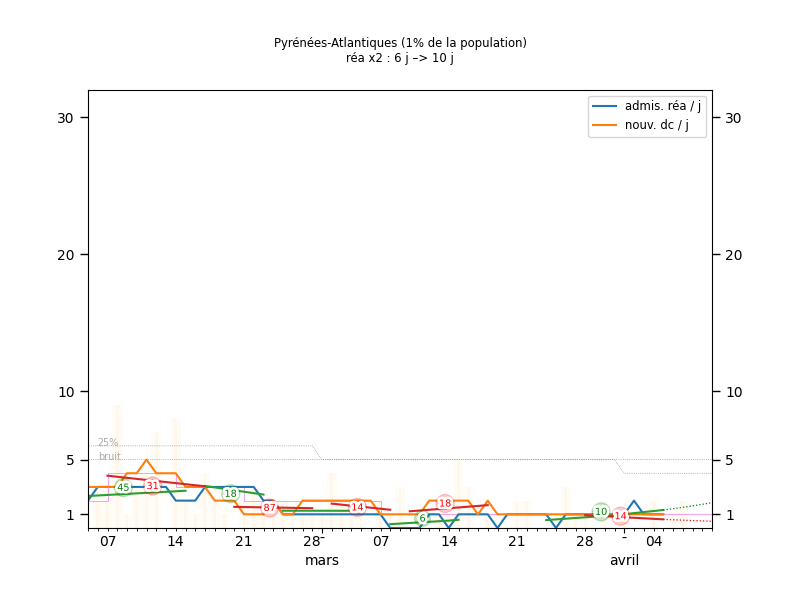 Pyrénées-Atlantiques (1% de la population)
réa x2 : 6 j –> 10 j
admis. réa / j
nouv. dc / j
30 30
20 20
10 10
25%
bruit
5 5
45 31 18 87 14 6 18 10 14
1 1
07 14 21 28 07 14 21 28 04
mars avril